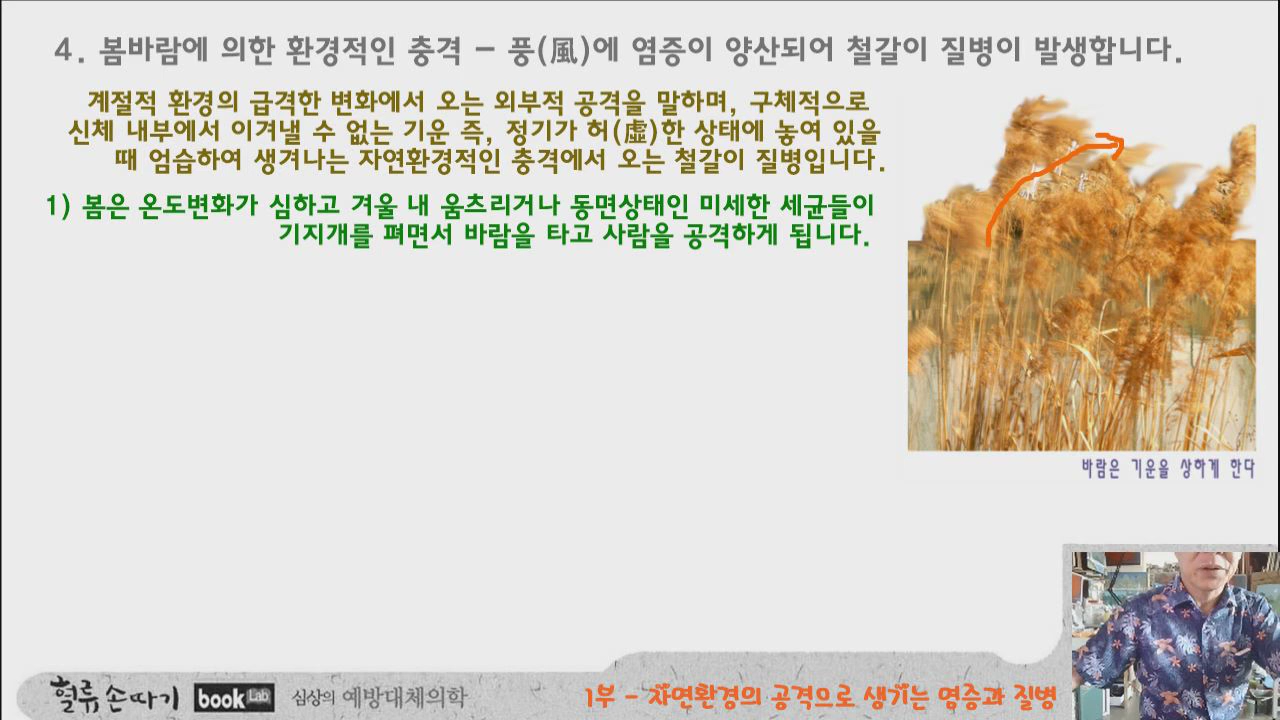 4. 봄바람에 의한 환경적인 충격 – 풍(風)에 염증이 양산되어 철갈이 질병이 발생합니다.
계절적 환경의 급격한 변화에서 오는 외부적 공격을 말하며, 구체적으로
신체 내부에서 이겨낼 수 없는 기운 즉, 정기가 허(虛)한 상태에 놓여 있을
때 엄습하여 생겨나는 자연환경적인 충격에서 오는 철갈이 질병입니다.
1) 봄은 온도변화가 심하고 겨울 내 움츠리거나 동면상태인 미세한 세균들이
기지개를 펴면서 바람을 타고 사람을 공격하게 됩니다.
바람은 기운을 상하게 한다
혈류 손따기 book Lab 심상의 예방대체의학
1부 - 자연환경의 공격으로 생기는 염증과 질병